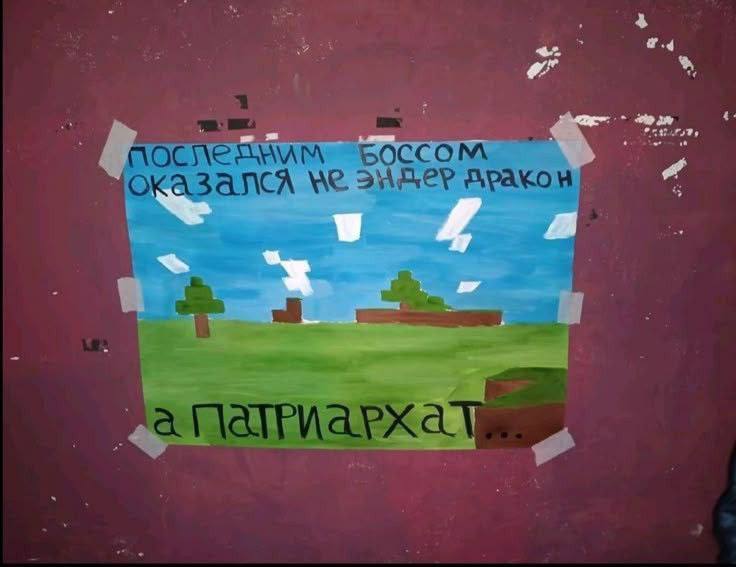 последним боссом
оказался не эндер дракон
а патриархат...